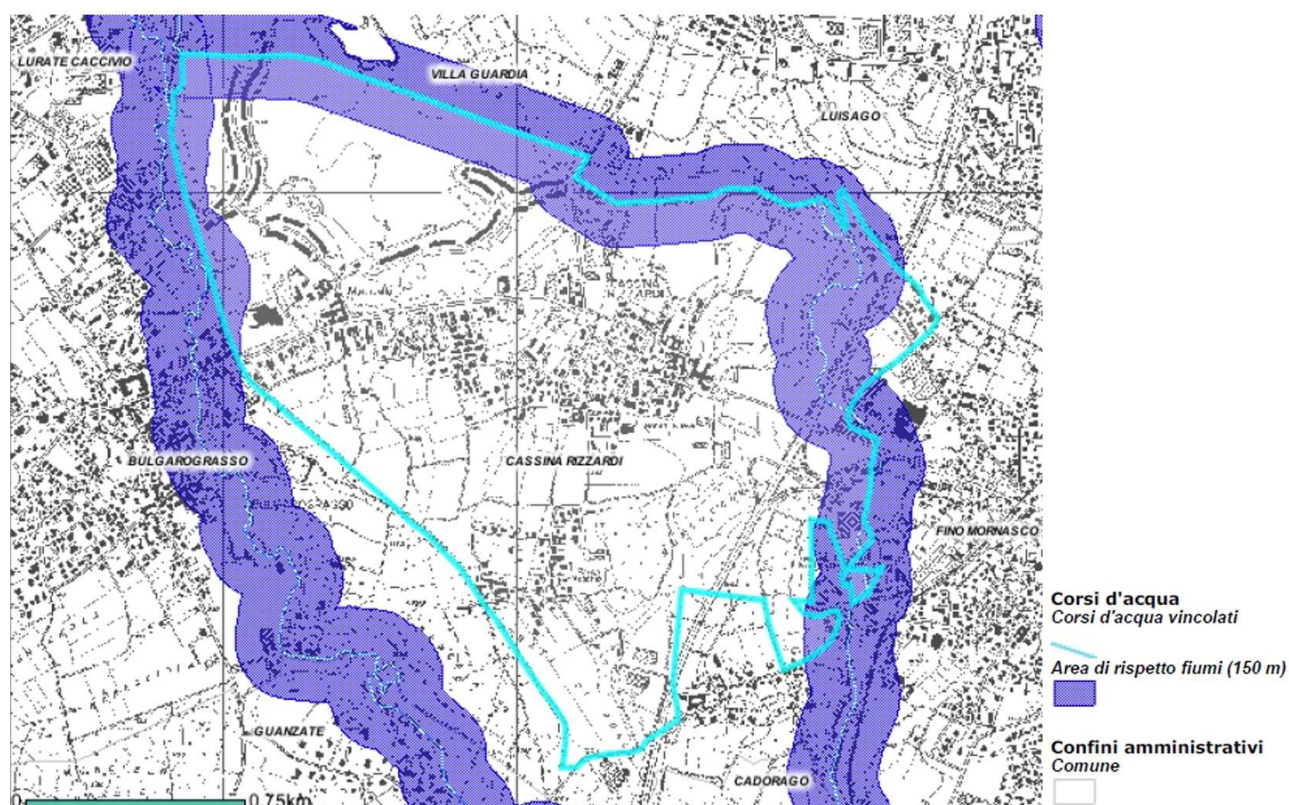 LURATE CACCIVIO
VILLA GUARDIA
LUISAGO
BULGAROGRASSO
CASSINA RIZZARDI
FINO MORNASCO
GUANZATE
CADORAGO
0
0.75km
Corsi d'acqua
Corsi d'acqua vincolati
Area di rispetto fiumi (150 m)
Confini amministrativi
Comune